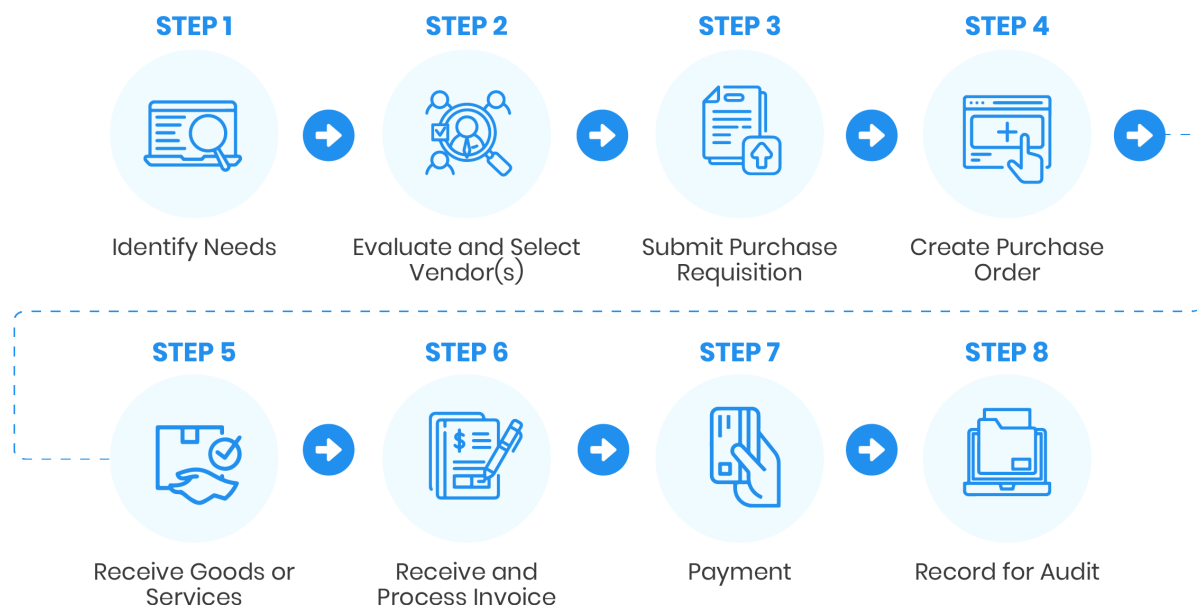 STEP 1
Identify Needs
STEP 2
Evaluate and Select
Vendor(s)
STEP 3
Submit Purchase
Requisition
STEP 4
Create Purchase
Order
STEP 5
Receive Goods or
Services
STEP 6
$
Receive and
Process Invoice
STEP 7
Payment
STEP 8
Record for Audit